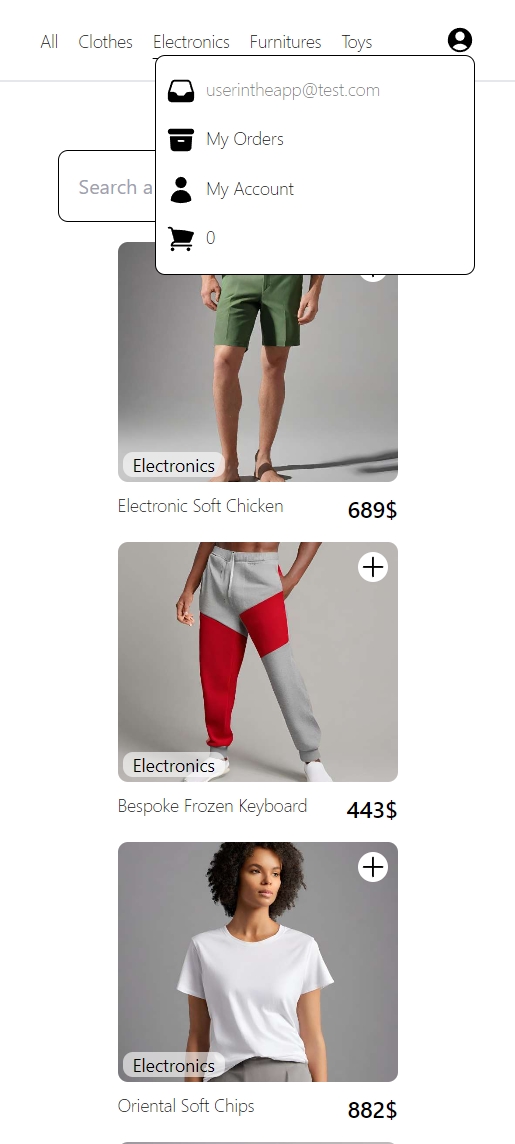 All Clothes Electronics Furnitures Toys
userintheapp@test.com
My Orders
My Account
0
Search a
Electronics
Electronic Soft Chicken 689$
Electronics
Bespoke Frozen Keyboard 443$
Electronics
Oriental Soft Chips 882$